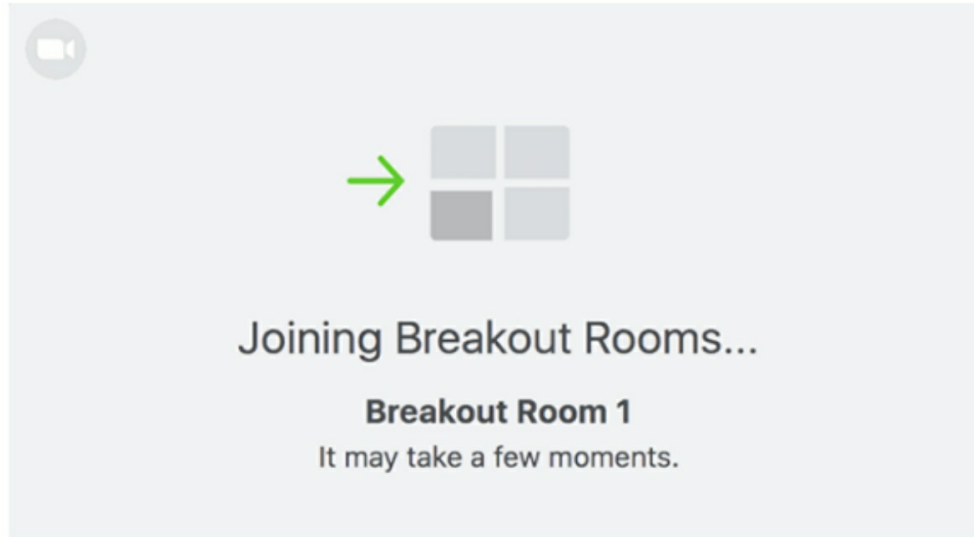 Joining Breakout Rooms...
Breakout Room 1
It may take a few moments.